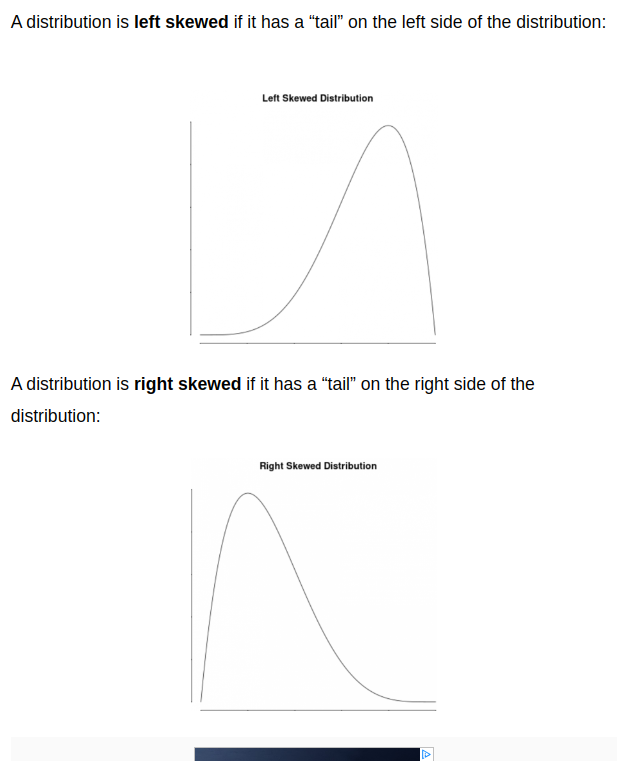 A distribution is left skewed if it has a “tail” on the left side of the distribution:
Left Skewed Distribution
A distribution is right skewed if it has a “tail” on the right side of the
distribution:
Right Skewed Distribution